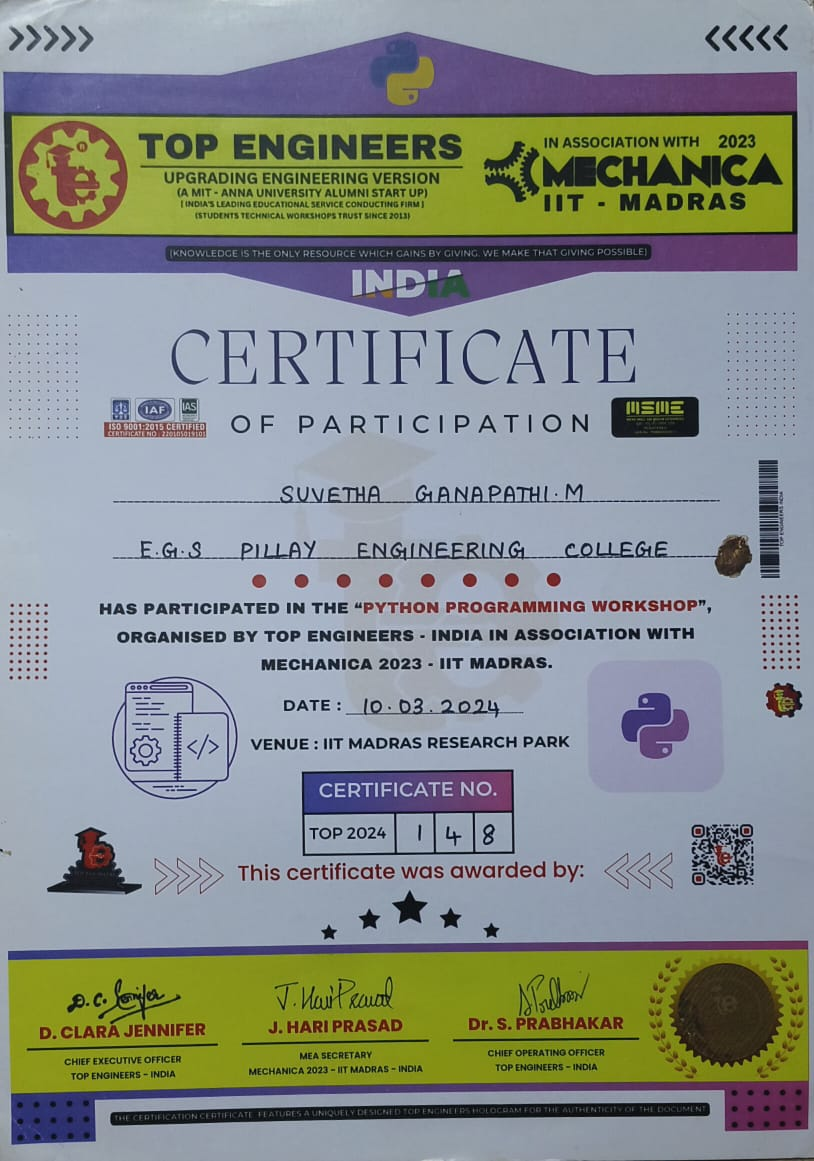 TOP ENGINEERS
UPGRADING ENGINEERING VERSION
(A MIT - ANNA UNIVERSITY ALUMNI START UP)
[ INDIA'S LEADING EDUCATIONAL SERVICE CONDUCTING FIRM ]
(STUDENTS TECHNICAL WORKSHOPS TRUST SINCE 2013)
IN ASSOCIATION WITH 2023
MECHANICA
IIT - MADRAS
(KNOWLEDGE IS THE ONLY RESOURCE WHICH GAINS BY GIVING. WE MAKE THAT GIVING POSSIBLE)
INDIA
CERTIFICATE
OF PARTICIPATION
IAF
IAS
ISO 9001:2015 CERTIFIED
CERTIFICATE NO : 22010501910
MSME
SUVETHA GANAPATHI.M
E.G.S PILLAY ENGINEERING COLLEGE
TOP ENGINEERS-INDIA
HAS PARTICIPATED IN THE “PYTHON PROGRAMMING WORKSHOP”,
ORGANISED BY TOP ENGINEERS - INDIA IN ASSOCIATION WITH
MECHANICA 2023 - IIT MADRAS.
DATE : 10.03.2024
VENUE : IIT MADRAS RESEARCH PARK
</>
CERTIFICATE NO.
TOP 2024 1 4 8
This certificate was awarded by:
D. C. Jennifer
J. Hari Prasad
D. CLARA JENNIFER
J. HARI PRASAD
Dr. S. PRABHAKAR
CHIEF EXECUTIVE OFFICER
TOP ENGINEERS - INDIA
MEA SECRETARY
MECHANICA 2023 - IIT MADRAS - INDIA
CHIEF OPERATING OFFICER
TOP ENGINEERS - INDIA
THE CERTIFICATION CERTIFICATE FEATURES A UNIQUELY DESIGNED TOP ENGINEERS HOLOGRAM FOR THE AUTHENTICITY OF THE DOCUMENT